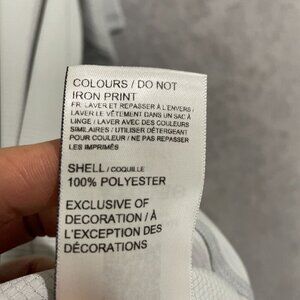 COLOURS / DO NOT
IRON PRINT
FR. LAVER ET REPASSER À L'ENVERS /
LAVER LE VÊTEMENT DANS UN SAC À
LINGE / LAVER AVEC DES COULEURS
SIMILAIRES / UTILISER DÉTERGENT
POUR COULEUR / NE PAS REPASSER
LES IMPRIMÉS
SHELL / COQUILLE
100% POLYESTER
EXCLUSIVE OF
DECORATION / À
L'EXCEPTION DES
DÉCORATIONS